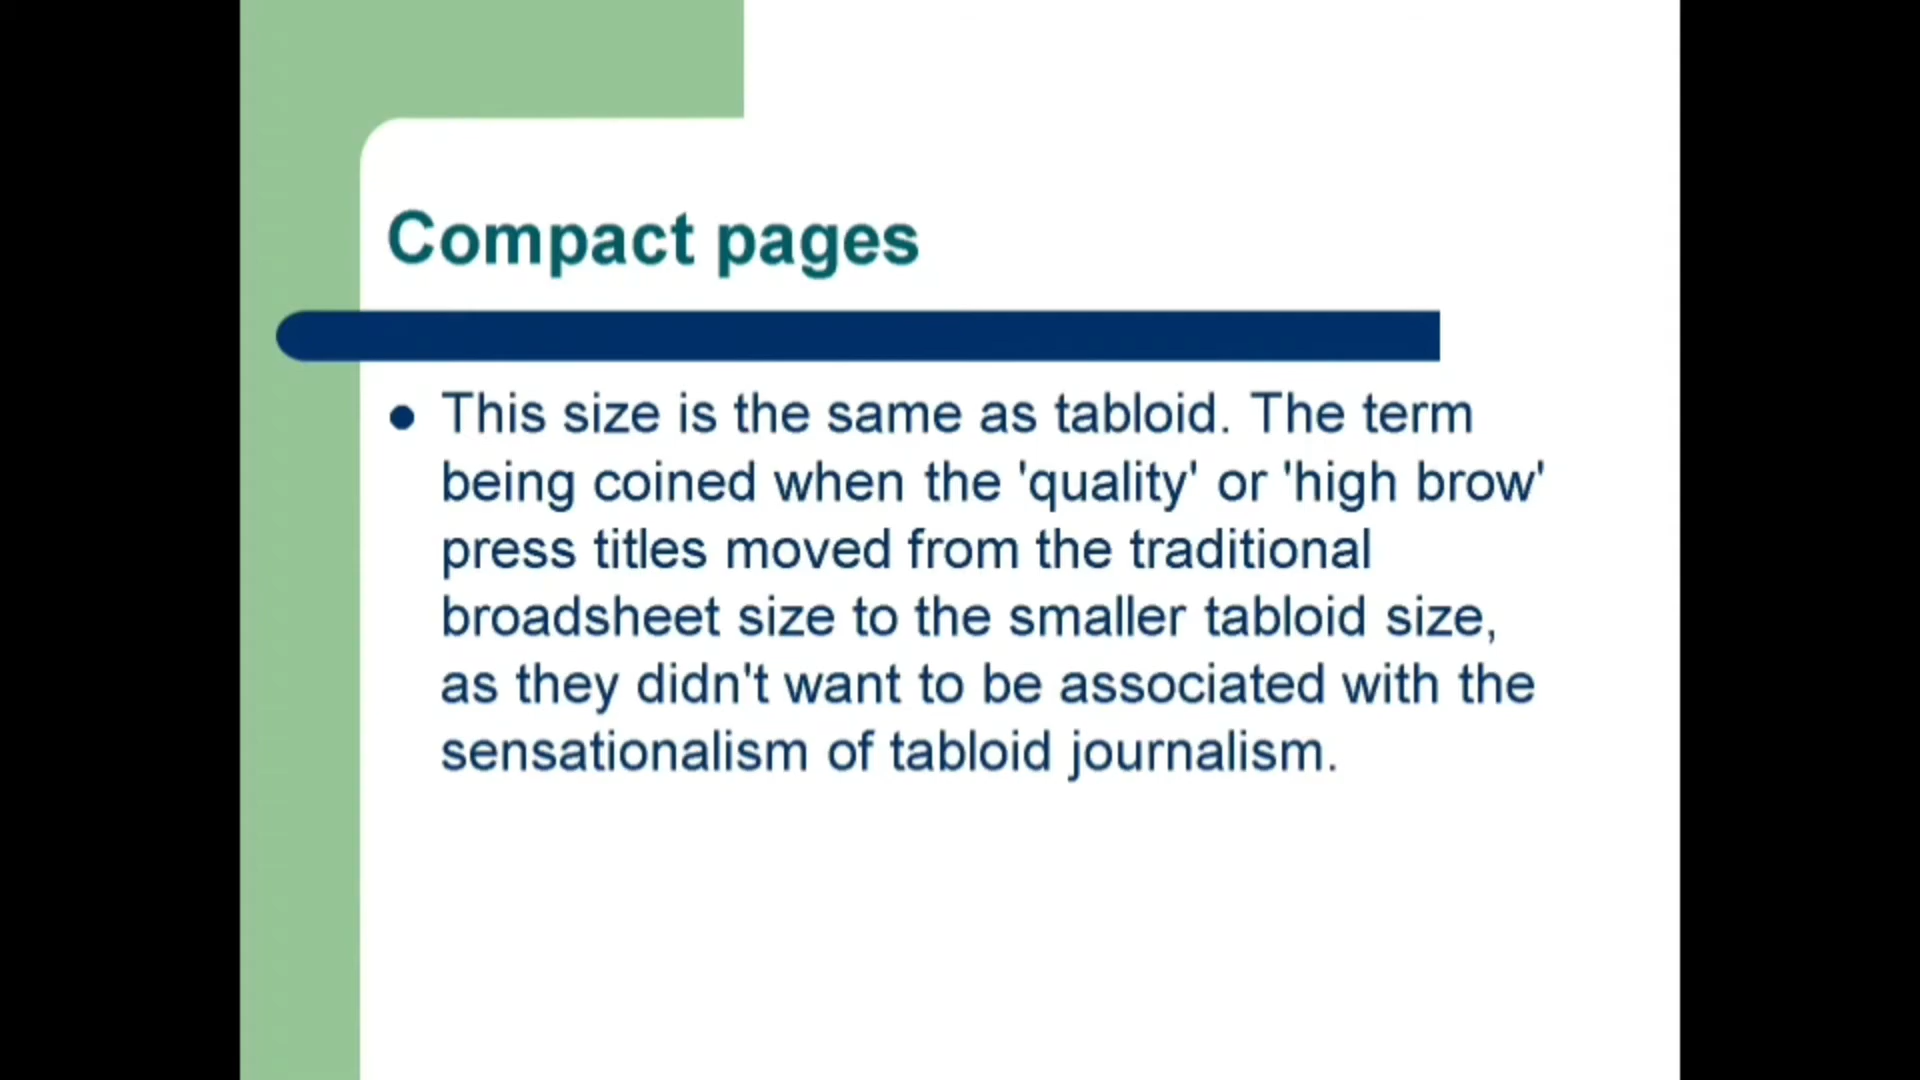 Compact pages
This size is the same as tabloid. The term
being coined when the 'quality' or 'high brow'
press titles moved from the traditional
broadsheet size to the smaller tabloid size,
as they didn't want to be associated with the
sensationalism of tabloid journalism.